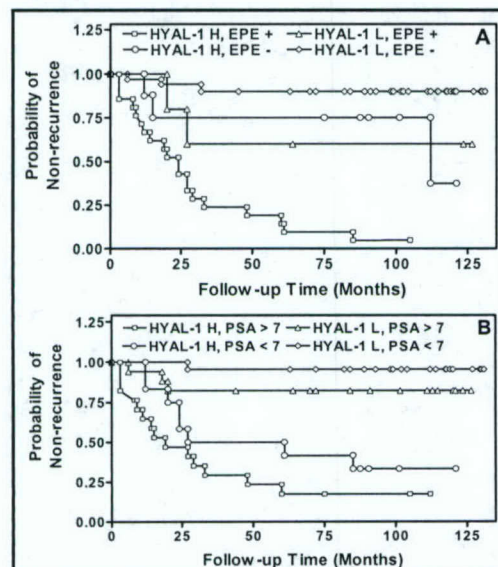 HYAL-1 H, EPE + HYAL-1 L, EPE + A
HYAL-1 H, EPE - HYAL-1 L, EPE -
1.25
1.00
0.75
0.50
0.25
0.00
Probability of
Non-recurrence
0 25 50 75 100 125
Follow-up Time (Months)
HYAL-1 H, PSA > 7 HYAL-1 L, PSA > 7 B
HYAL-1 H, PSA < 7 HYAL-1 L, PSA < 7
1.25
1.00
0.75
0.50
0.25
0.00
Probability of
Non-recurrence
0 25 50 75 100 125
Follow-up Time (Months)